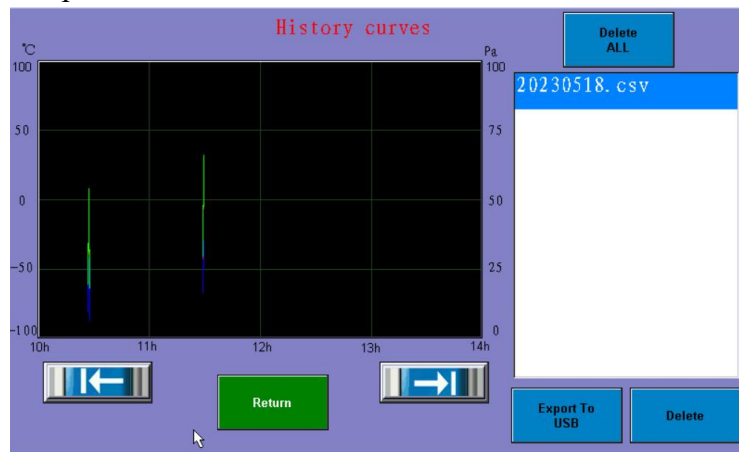 History curves
Delete
ALL
℃
Pa
100
100
20230518.csv
50
75
0
50
-50
25
-100
0
10h
11h
12h
13h
14h
Return
Export To
USB
Delete